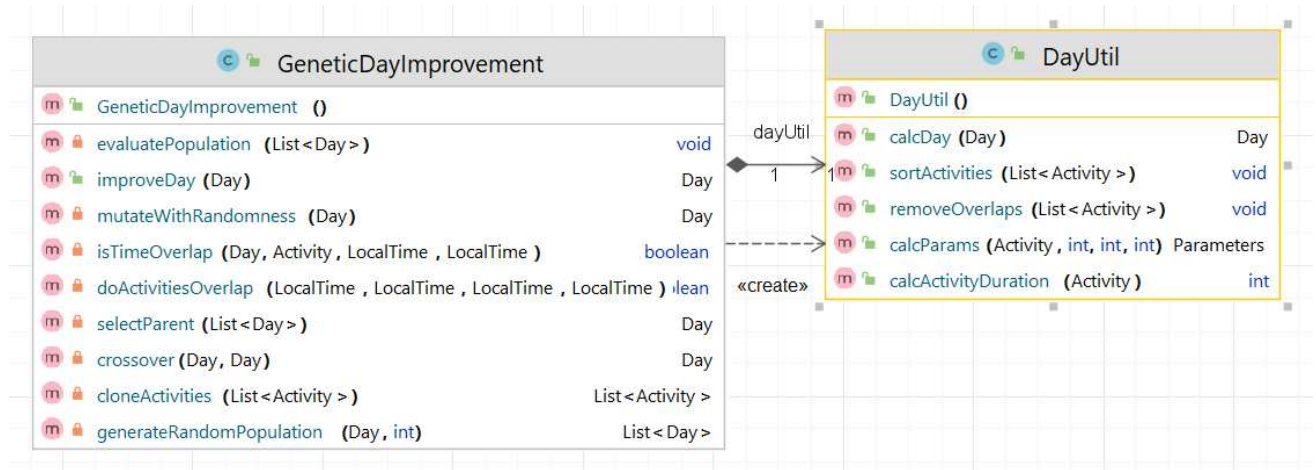 GeneticDayImprovement
GeneticDayImprovement ()
evaluatePopulation (List<Day>) void
improveDay (Day) Day
mutateWithRandomness (Day) Day
isTimeOverlap (Day, Activity, LocalTime, LocalTime) boolean
doActivitiesOverlap (LocalTime, LocalTime, LocalTime, LocalTime) lean
selectParent (List<Day>) Day
crossover (Day, Day) Day
cloneActivities (List<Activity>) List<Activity>
generateRandomPopulation (Day, int) List<Day>
dayUtil
1
1
«create»
DayUtil
DayUtil ()
calcDay (Day) Day
sortActivities (List<Activity>) void
removeOverlaps (List<Activity>) void
calcParams (Activity, int, int, int) Parameters
calcActivityDuration (Activity) int